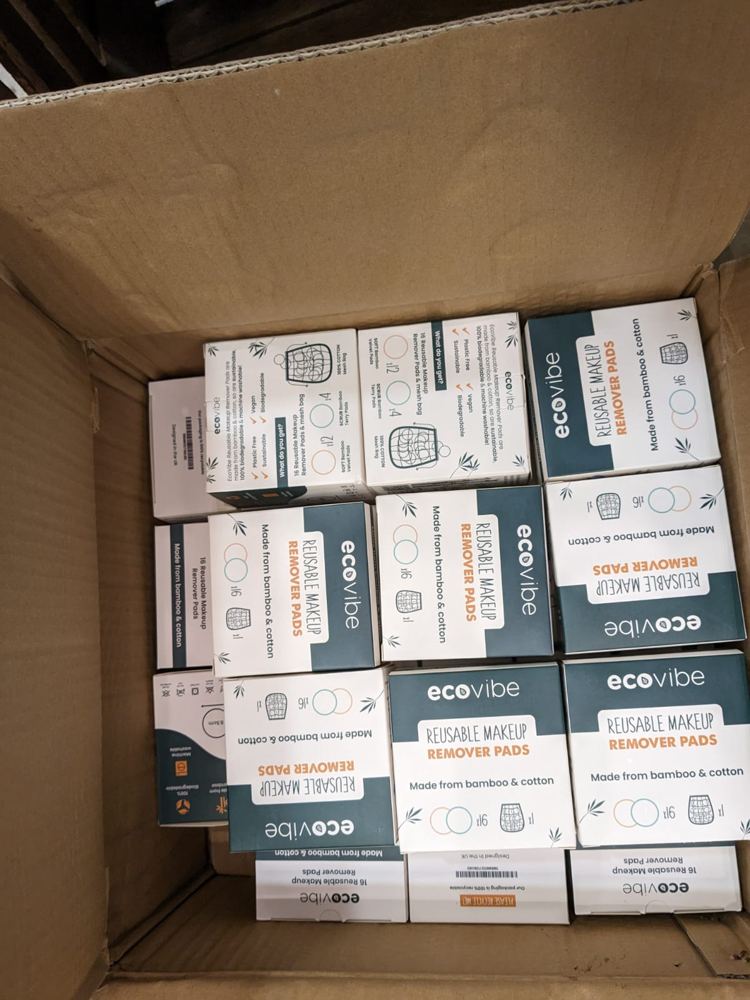 ecovibe
EcoVibe Reusable Makeup Remover Pads are
made from bamboo & cotton, so are sustainable,
100% biodegradable & machine washable!
Plastic Free
Vegan
Sustainable
Biodegradable
What do you get?
16 Reusable Makeup
Remover Pads & mesh bag
x12
x4
SOFT Bamboo
Velvet Pads
SCRUB Bamboo
Terry Pads
100% COTTON
Mesh Bag
ecovibe
EcoVibe Reusable Makeup Remover Pads are
made from bamboo & cotton, so are sustainable,
100% biodegradable & machine washable!
Plastic Free
Vegan
Sustainable
Biodegradable
What do you get?
16 Reusable Makeup
Remover Pads & mesh bag
x12
x4
SOFT Bamboo
Velvet Pads
SCRUB Bamboo
Terry Pads
100% COTTON
Mesh Bag
ecovibe
REUSABLE MAKEUP
REMOVER PADS
Made from bamboo & cotton
x16
x1
Our packaging is 100% recyclable
Designed in the UK
16 Reusable Makeup
Remover Pads
Made from bamboo & cotton
ecovibe
REUSABLE MAKEUP
REMOVER PADS
Made from bamboo & cotton
x16
x1
ecovibe
REUSABLE MAKEUP
REMOVER PADS
Made from bamboo & cotton
x16
x1
ecovibe
REUSABLE MAKEUP
REMOVER PADS
Made from bamboo & cotton
x16
x1
8.5cm
Machine
washable
100%
Biodegradable
ecovibe
REUSABLE MAKEUP
REMOVER PADS
Made from bamboo & cotton
x16
x1
ecovibe
REUSABLE MAKEUP
REMOVER PADS
Made from bamboo & cotton
x16
x1
ecovibe
REUSABLE MAKEUP
REMOVER PADS
Made from bamboo & cotton
x16
x1
ecovibe
16 Reusable Makeup
Remover Pads
Made from bamboo & cotton
PLEASE RECYCLE ME!
Our packaging is 100% recyclable
Designed in the UK
ecovibe
16 Reusable Makeup
Remover Pads